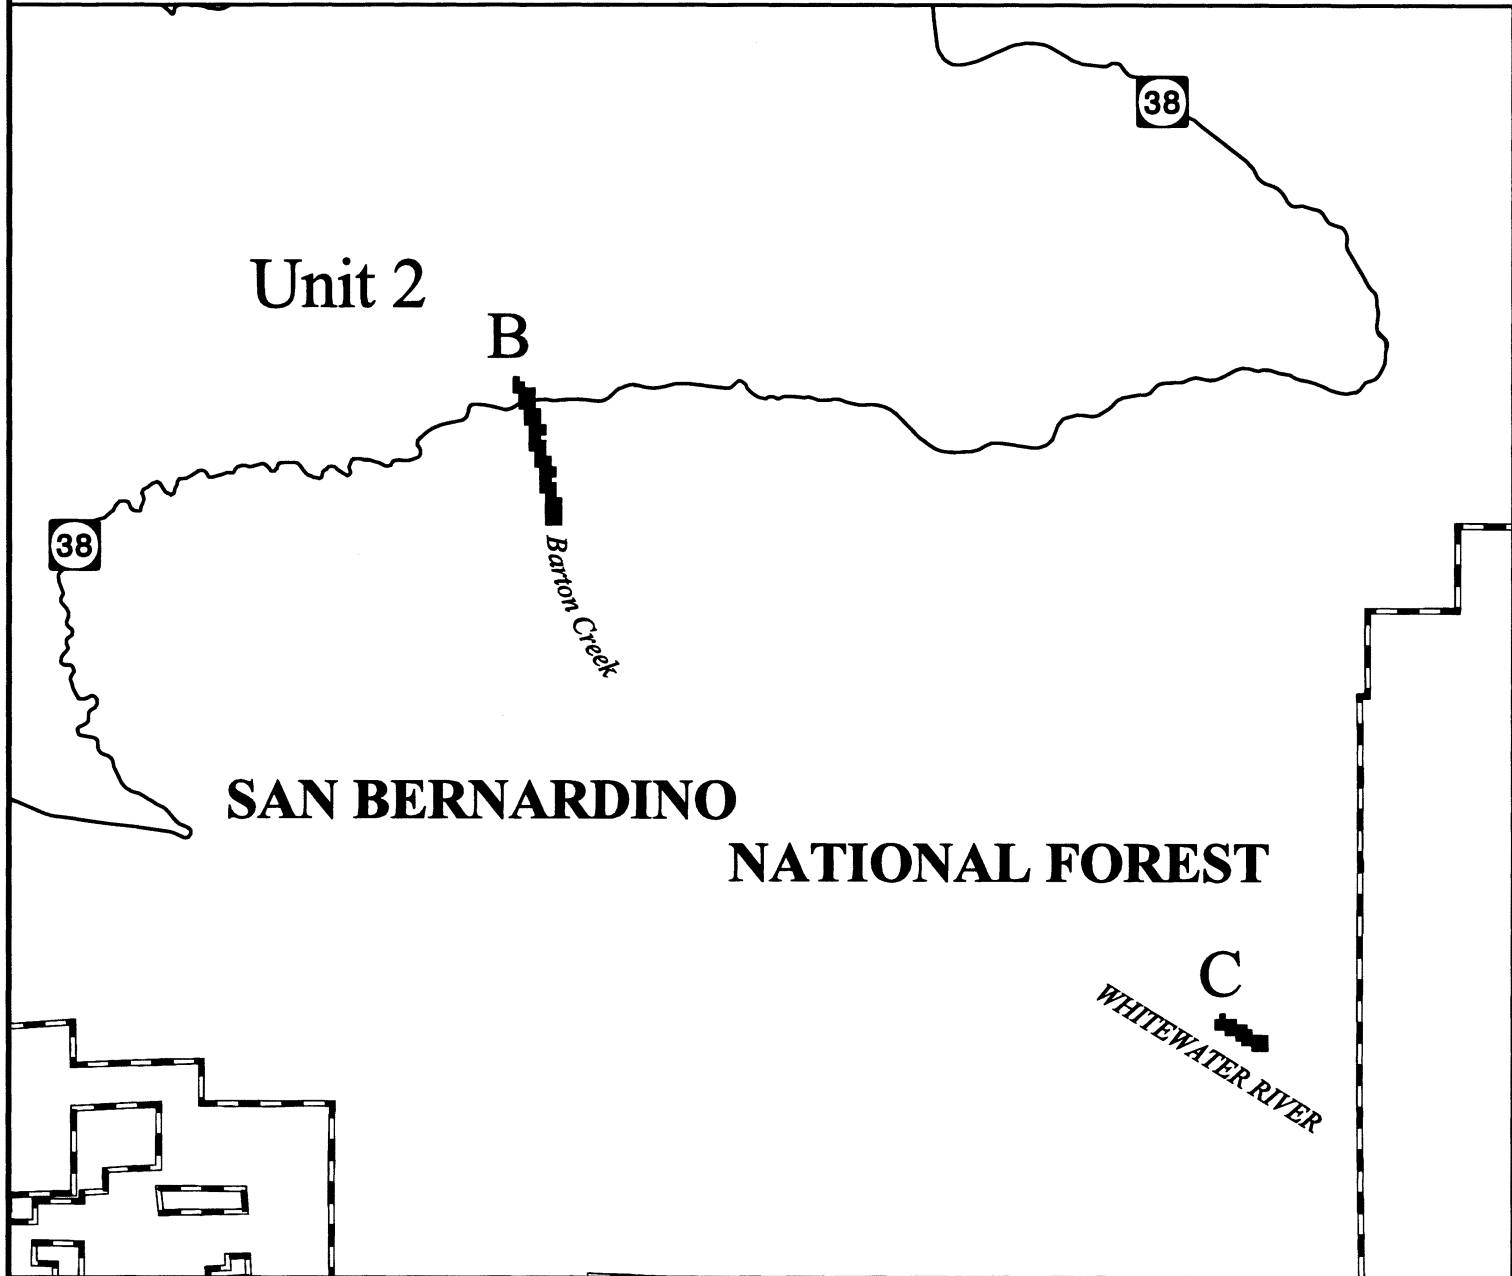 38
Unit 2
B
38
Barton Creek
SAN BERNARDINO
NATIONAL FOREST
C
WHITEWATER RIVER